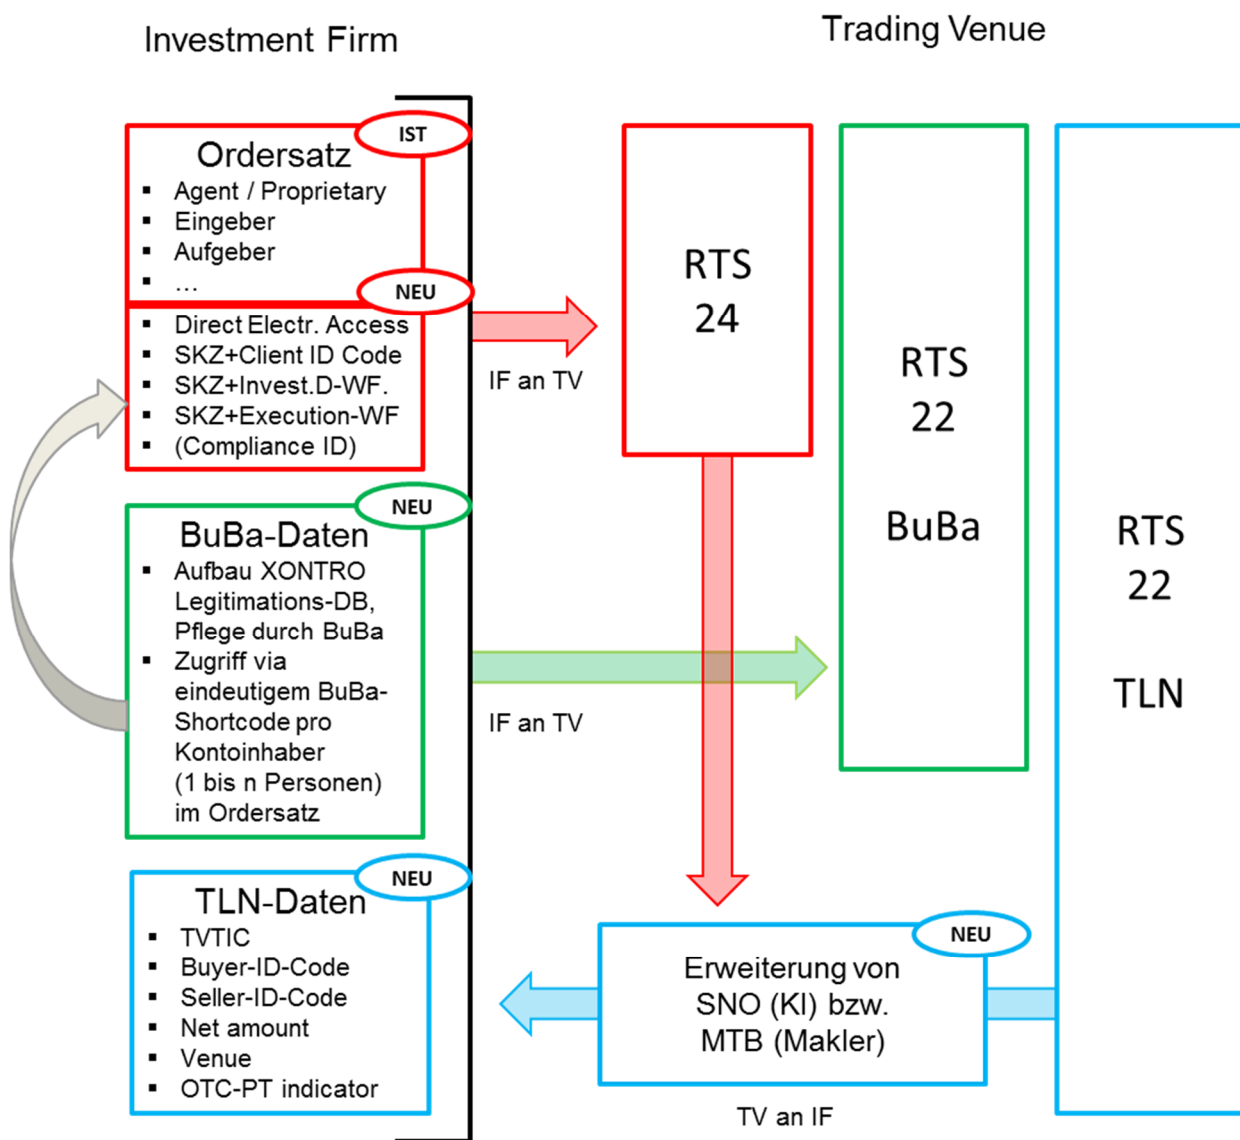 Investment Firm
Trading Venue
IST
Ordersatz
▪ Agent / Proprietary
▪ Eingeber
▪ Aufgeber
▪ …
NEU
▪ Direct Electr. Access
▪ SKZ+Client ID Code
▪ SKZ+Invest.D-WF.
▪ SKZ+Execution-WF
▪ (Compliance ID)
IF an TV
RTS
24
RTS
22
BuBa
RTS
22
TLN
NEU
BuBa-Daten
▪ Aufbau XONTRO
Legitimations-DB,
Pflege durch BuBa
▪ Zugriff via
eindeutigem BuBa-
Shortcode pro
Kontoinhaber
(1 bis n Personen)
im Ordersatz
IF an TV
NEU
TLN-Daten
▪ TVTIC
▪ Buyer-ID-Code
▪ Seller-ID-Code
▪ Net amount
▪ Venue
▪ OTC-PT indicator
NEU
Erweiterung von
SNO (KI) bzw.
MTB (Makler)
TV an IF